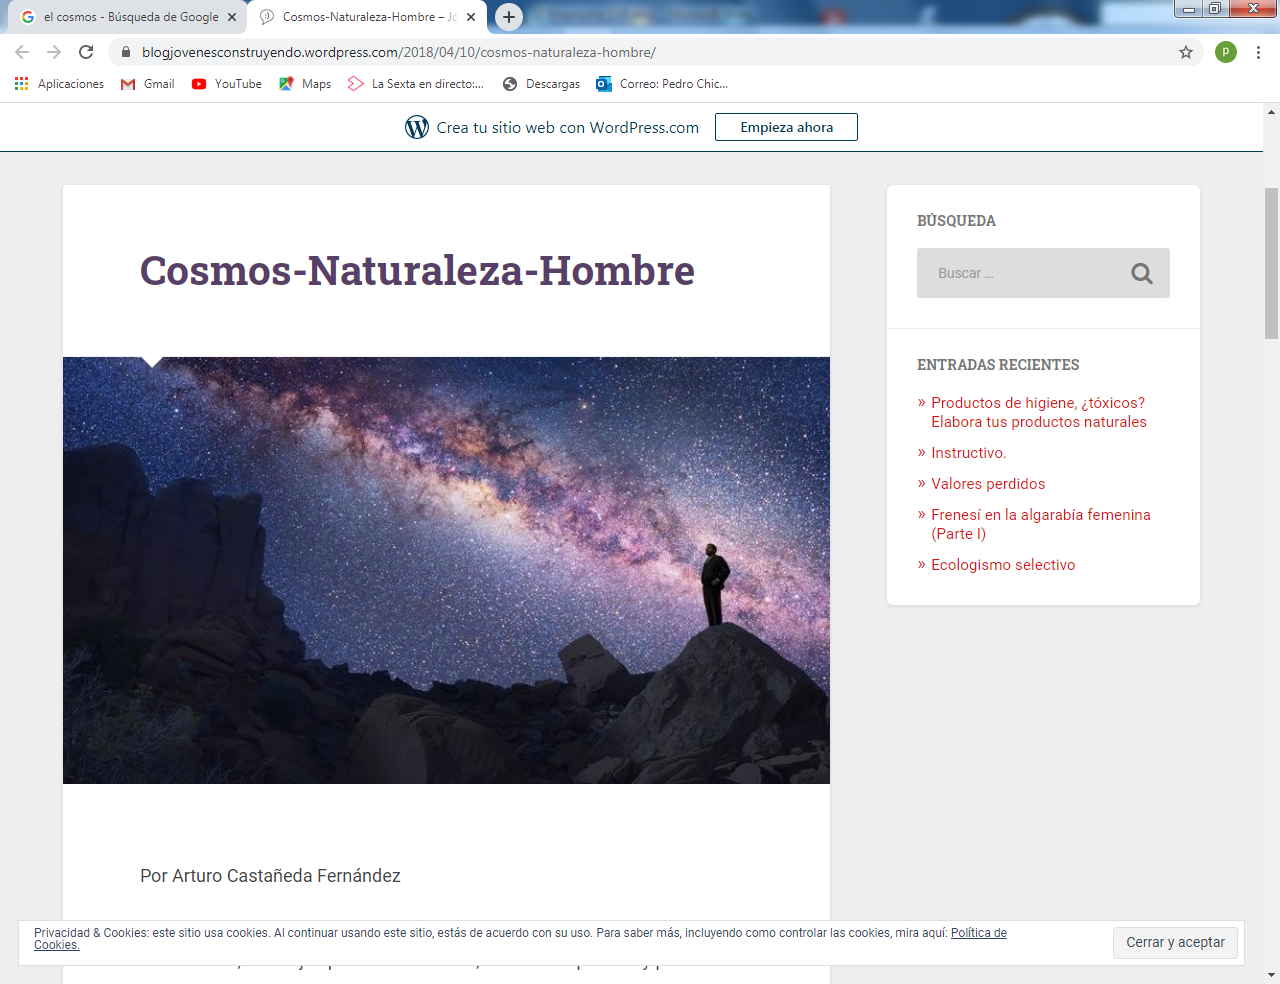 el cosmos - Búsqueda de Google
Cosmos-Naturaleza-Hombre – Jó
blogjovenesconstruyendo.wordpress.com/2018/04/10/cosmos-naturaleza-hombre/
P
Aplicaciones
Gmail
YouTube
Maps
La Sexta en directo:...
Descargas
Correo: Pedro Chic...
Crea tu sitio web con WordPress.com
Empieza ahora
Cosmos-Naturaleza-Hombre
Por Arturo Castañeda Fernández
BÚSQUEDA
Buscar …
ENTRADAS RECIENTES
» Productos de higiene, ¿tóxicos?
Elabora tus productos naturales
» Instructivo.
» Valores perdidos
» Frenesí en la algarabía femenina
(Parte I)
» Ecologismo selectivo
Privacidad & Cookies: este sitio usa cookies. Al continuar usando este sitio, estás de acuerdo con su uso. Para saber más, incluyendo como controlar las cookies, mira aquí: Política de
Cookies.
Cerrar y aceptar